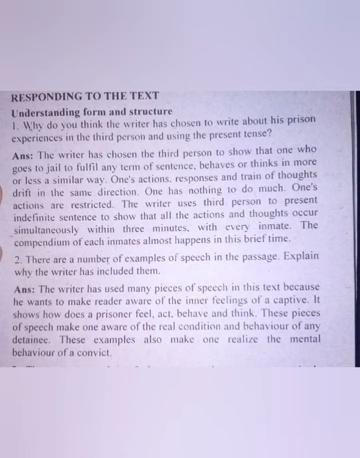 RESPONDING TO THE TEXT
Understanding form and structure
1. Why do you think the writer has chosen to write about his prison
experiences in the third person and using the present tense?
Ans: The writer has chosen the third person to show that one who
goes to jail to fulfil any term of sentence, behaves or thinks in more
or less a similar way. One's actions, responses and train of thoughts
drift in the same direction. One has nothing to do much. One's
actions are restricted. The writer uses third person to present
indefinite sentence to show that all the actions and thoughts occur
simultaneously within three minutes, with every inmate. The
compendium of each inmates almost happens in this brief time.
2. There are a number of examples of speech in the passage. Explain
why the writer has included them.
Ans: The writer has used many pieces of speech in this text because
he wants to make reader aware of the inner feelings of a captive. It
shows how does a prisoner feel, act, behave and think. These pieces
of speech make one aware of the real condition and behaviour of any
detainee. These examples also make one realize the mental
behaviour of a convict.